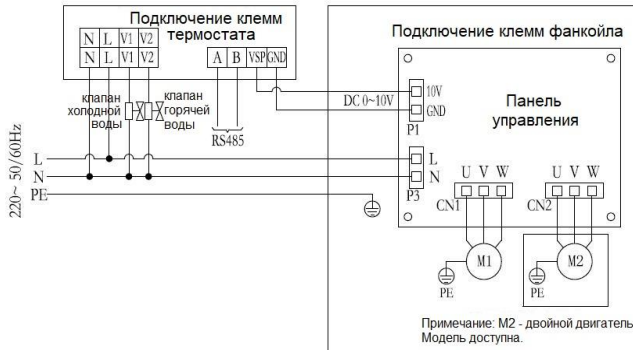 Подключение клемм
термостата
N L V1 V2
N L V1 V2
A B VSP GND
клапан
холодной
воды
клапан
горячей
воды
RS485
DC 0~10V
220~ 50/60Hz
L
N
PE
Подключение клемм фанкойла
10V
GND
P1
Панель
управления
L
N
P3
U V W
CN1
U V W
CN2
M1
M2
PE
PE
Примечание: M2 - двойной двигатель
Модель доступна.